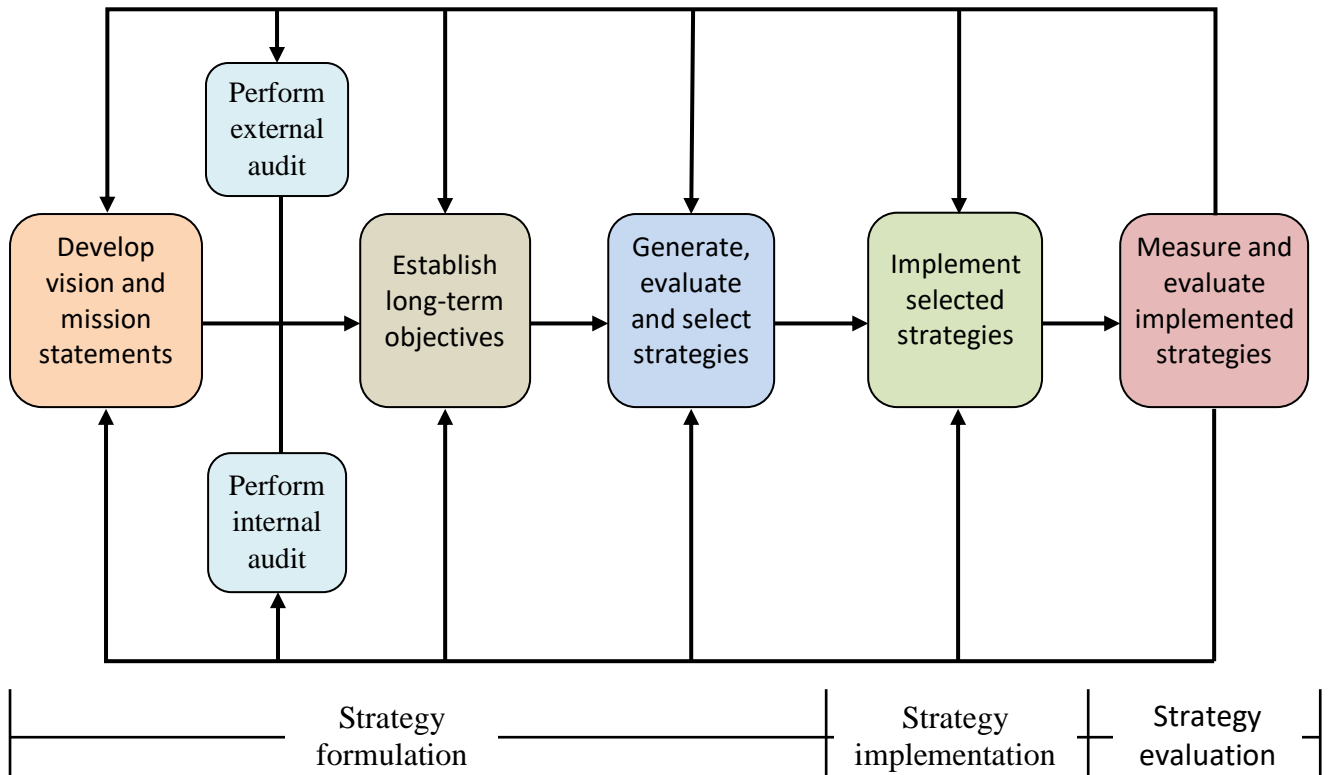 Perform
external
audit
Develop
vision and
mission
statements
Establish
long-term
objectives
Generate,
evaluate
and select
strategies
Implement
selected
strategies
Measure and
evaluate
implemented
strategies
Perform
internal
audit
Strategy
formulation
Strategy
implementation
Strategy
evaluation